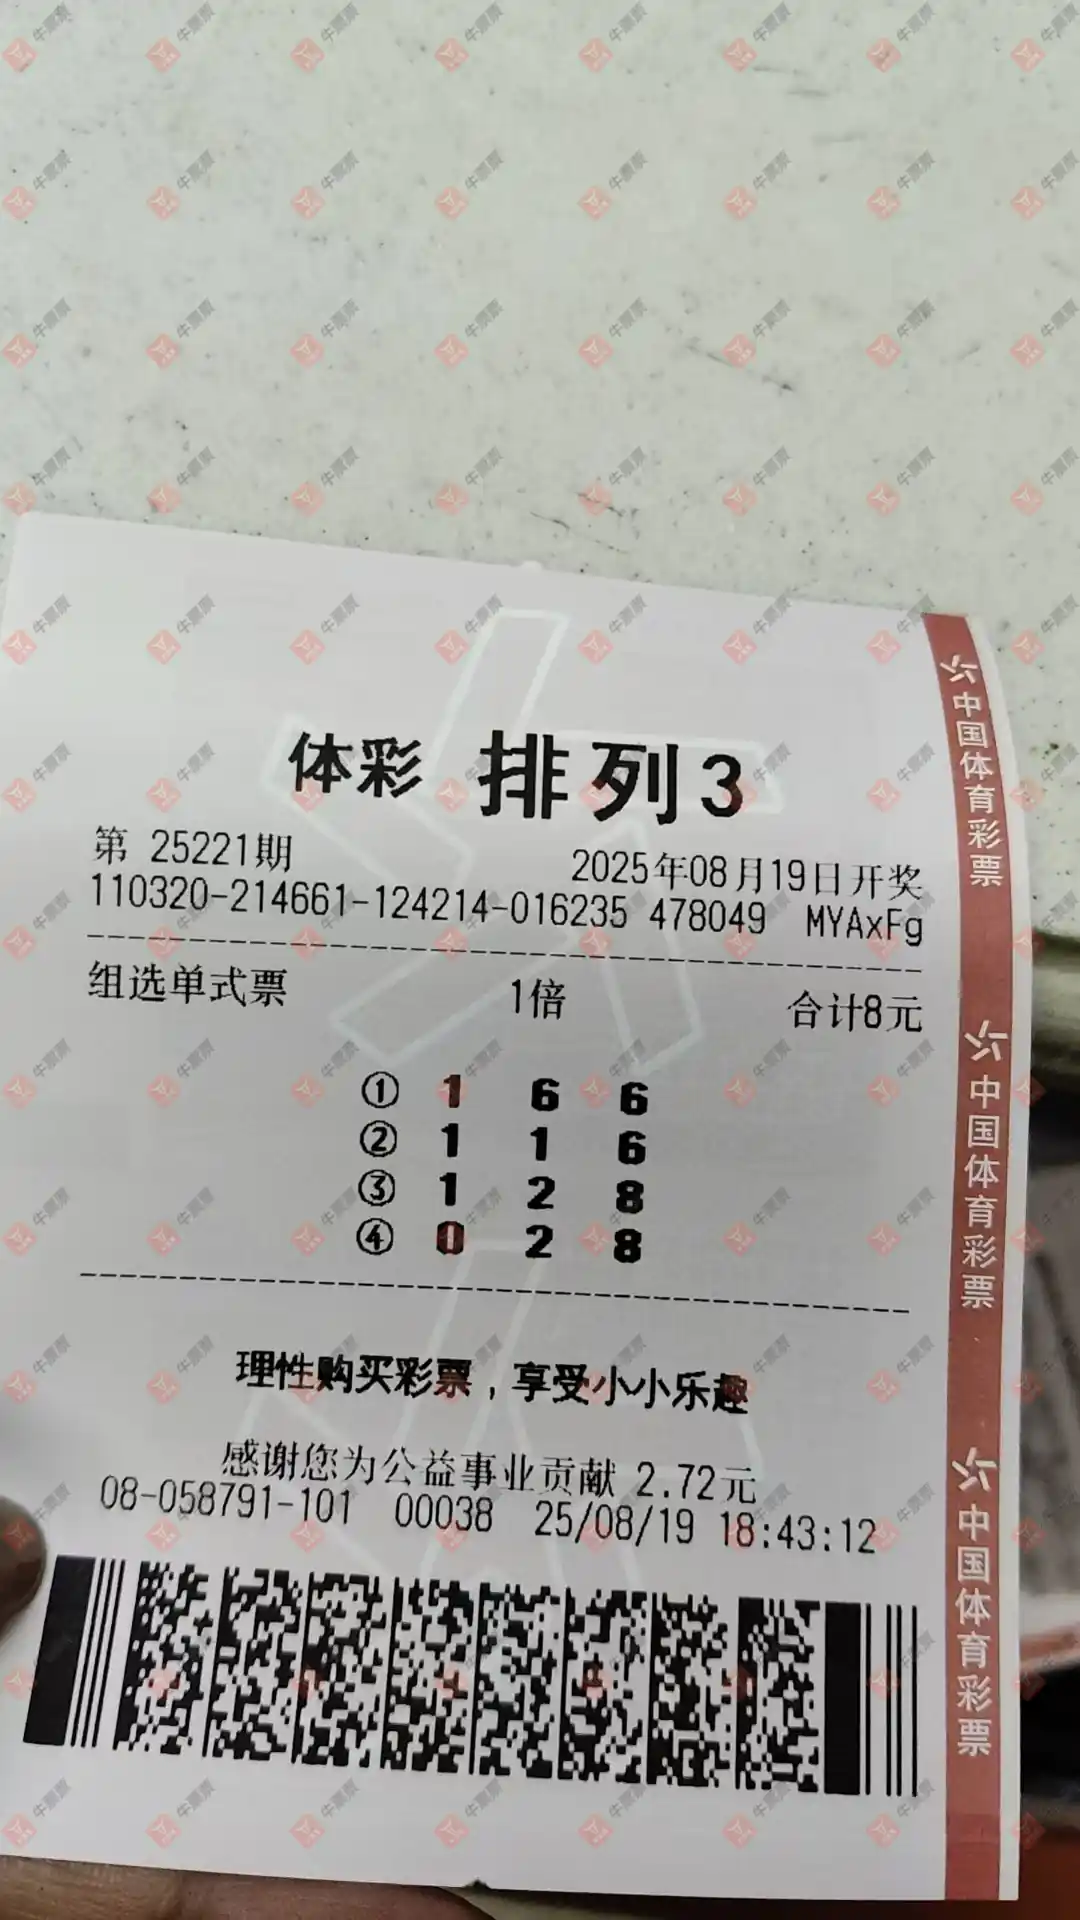 体彩 排列3
第 25221期 2025年08月19日开奖
110320-214661-124214-016235 478049 MYAxFg
组选单式票 1倍 合计8元
① 1 6 6
② 1 1 6
③ 1 2 8
④ 0 2 8
理性购买彩票，享受小小乐趣
感谢您为公益事业贡献 2.72元
08-058791-101 00038 25/08/19 18:43:12
中国体育彩票
中国体育彩票
中国体育彩票
牛票票